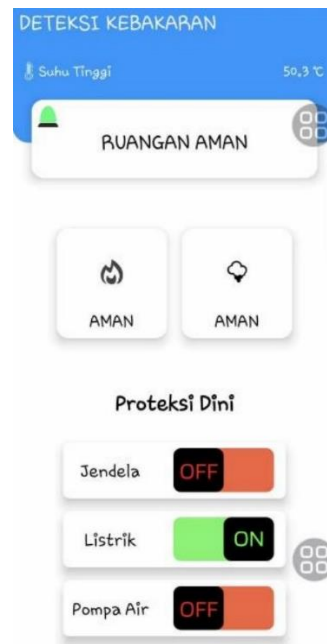 DETEKSI KEBAKARAN
Suhu Tinggi 50,3 °C
RUANGAN AMAN
AMAN AMAN
Proteksi Dini
Jendela OFF
Listrik ON
Pompa Air OFF